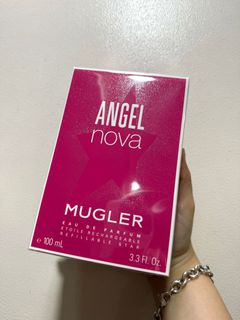 ANGEL
nova
MUGLER
EAU DE PARFUM
ÉTOILE RECHARGEABLE
REFILLABLE STAR
e 100 mL
3.3 Fl. Oz.